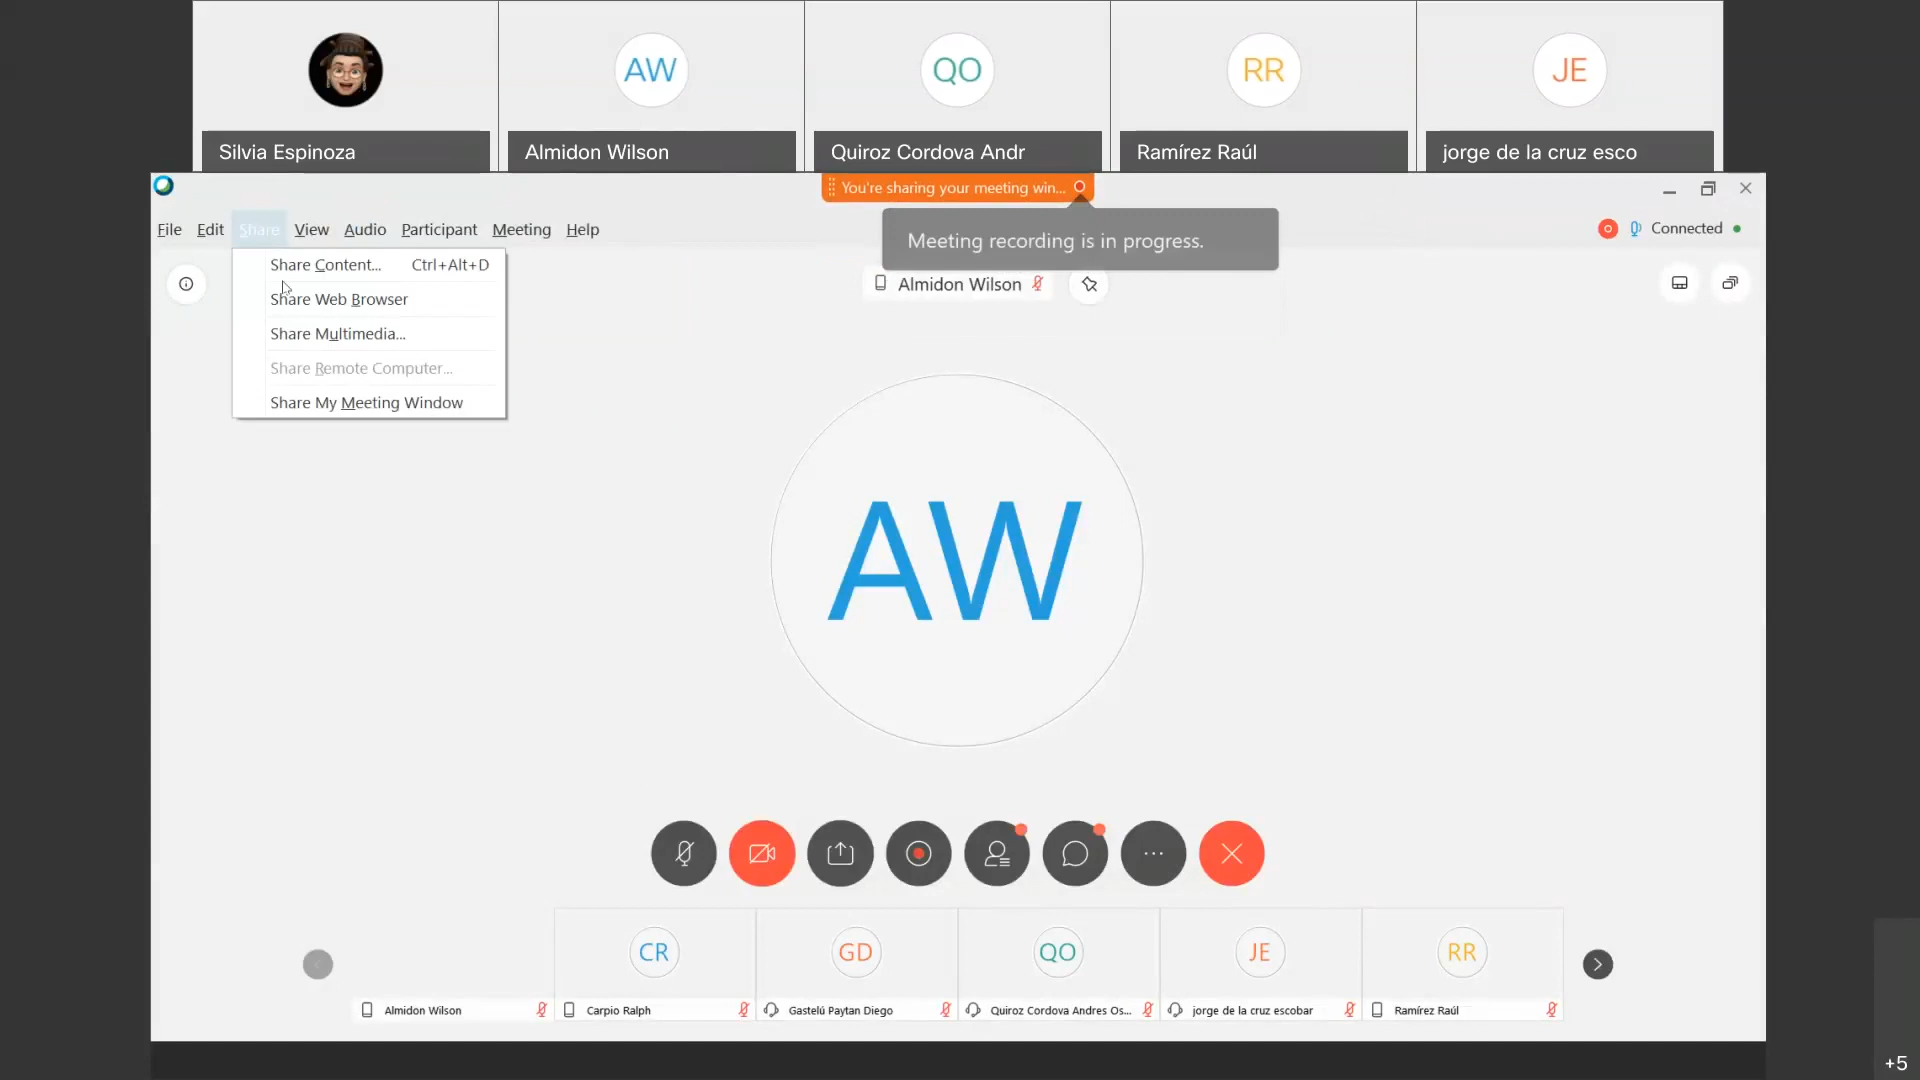 AW
QO
RR
JE
Silvia Espinoza
Almidon Wilson
Quiroz Cordova Andr
Ramírez Raúl
jorge de la cruz esco
You're sharing your meeting win...
File Edit Share View Audio Participant Meeting Help
Meeting recording is in progress.
Connected
Share Content... Ctrl+Alt+D
Share Web Browser
Share Multimedia...
Share Remote Computer...
Share My Meeting Window
Almidon Wilson
AW
CR
GD
QO
JE
RR
Almidon Wilson
Carpio Ralph
Gastelú Paytan Diego
Quiroz Cordova Andres Os...
jorge de la cruz escobar
Ramírez Raúl
+5